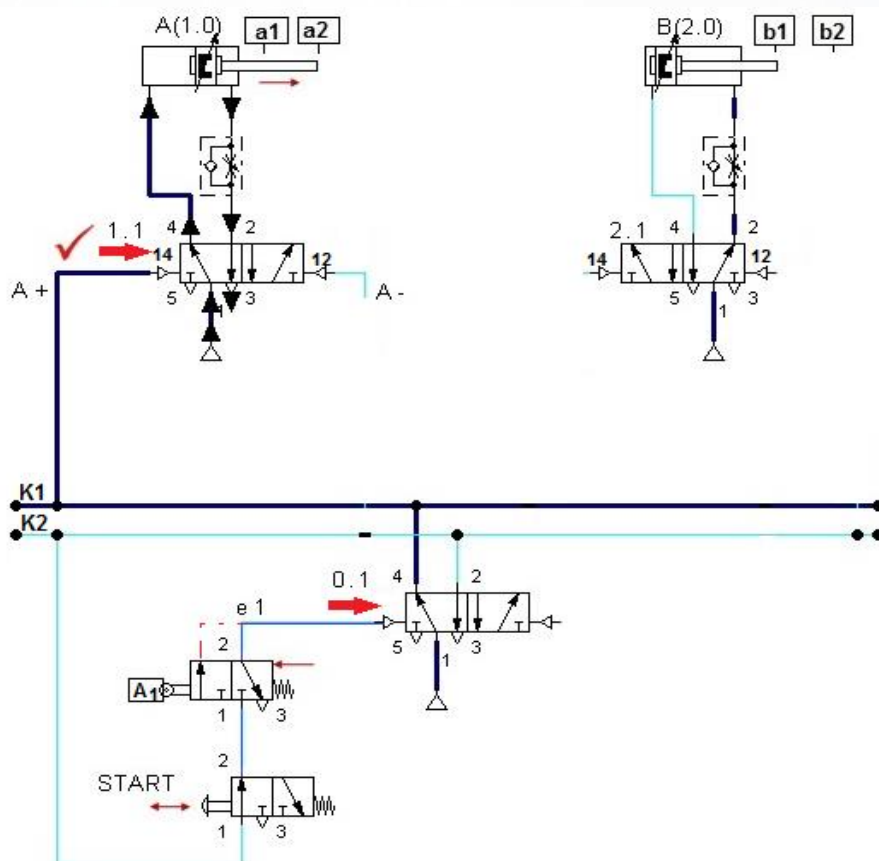 A(1.0) a1 a2 B(2.0) b1 b2
4 2 4 2
1.1 14 12 2.1 14 12
A + 5 1 3 A - 5 1 3
K1
K2
0.1 4 2
e 1
2 5 1 3
A1
1 3
2
START
1 3